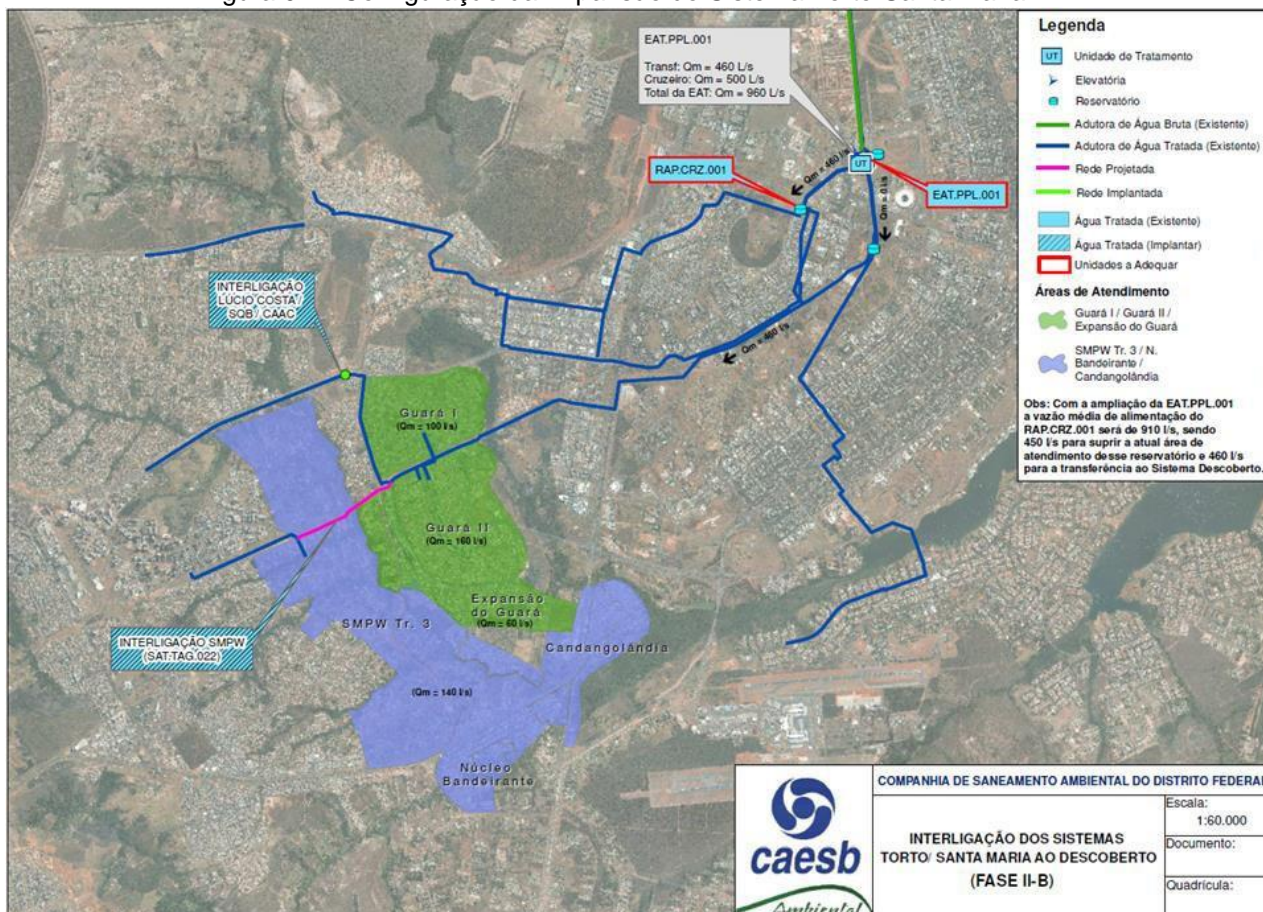 EAT.PPL.001
Transf: Qm = 460 L/s
Cruzeiro: Qm = 500 L/s
Total da EAT: Qm = 960 L/s
RAP.CRZ.001
UT
EAT.PPL.001
Qm = 460 l/s
Qm = 0 l/s
Qm = 460 l/s
INTERLIGAÇÃO
LÚCIO COSTA /
SQB / CAAC
Guará I
(Qm = 100 l/s)
Guará II
(Qm = 160 l/s)
Expansão
do Guará
(Qm = 60 l/s)
SMPW Tr. 3
Candangolândia
(Qm = 140 l/s)
Núcleo
Bandeirante
INTERLIGAÇÃO SMPW
(SAT.TAG.022)
Legenda
UT Unidade de Tratamento
Elevatória
Reservatório
Adutora de Água Bruta (Existente)
Adutora de Água Tratada (Existente)
Rede Projetada
Rede Implantada
Água Tratada (Existente)
Água Tratada (Implantar)
Unidades a Adequar
Áreas de Atendimento
Guará I / Guará II /
Expansão do Guará
SMPW Tr. 3 / N.
Bandeirante /
Candangolândia
Obs: Com a ampliação da EAT.PPL.001
a vazão média de alimentação do
RAP.CRZ.001 será de 910 l/s, sendo
450 l/s para suprir a atual área de
atendimento desse reservatório e 460 l/s
para a transferência ao Sistema Descoberto.
caesb
Ambiental
COMPANHIA DE SANEAMENTO AMBIENTAL DO DISTRITO FEDERAL
INTERLIGAÇÃO DOS SISTEMAS
TORTO/ SANTA MARIA AO DESCOBERTO
(FASE II-B)
Escala:
1:60.000
Documento:
Quadrícula: